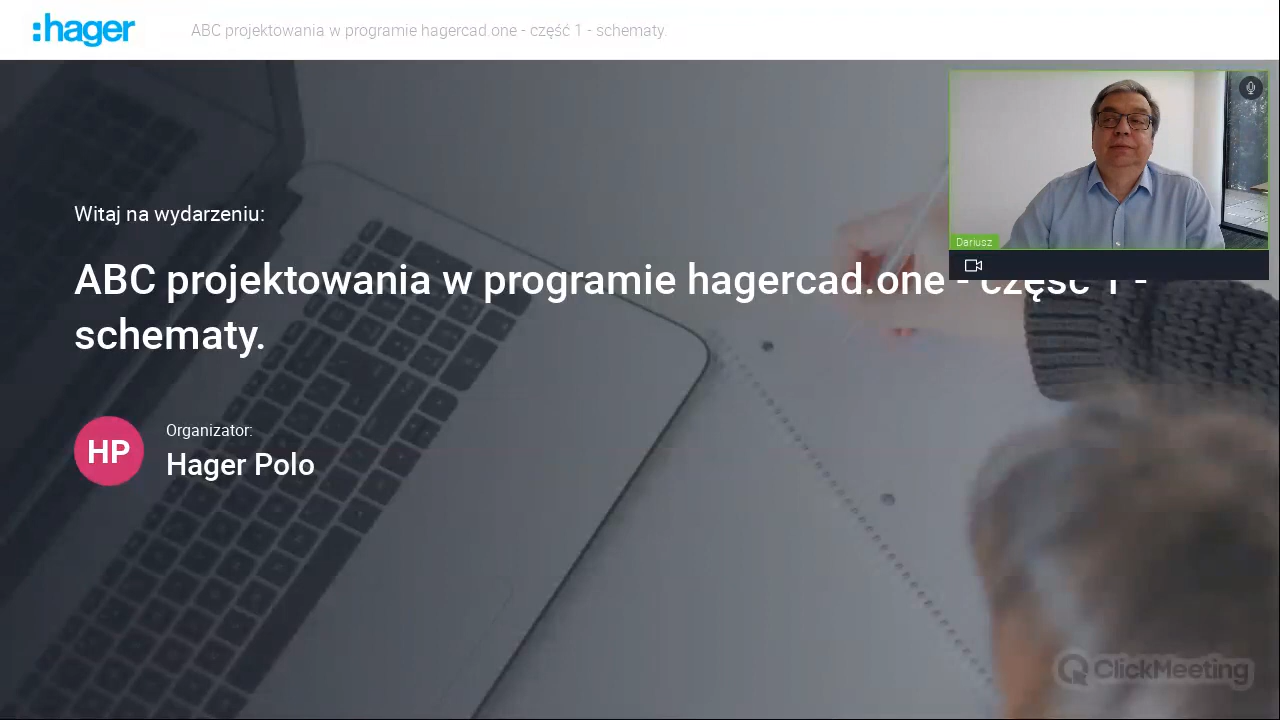 :hager
ABC projektowania w programie hagercad.one - część 1 - schematy.
Dariusz
Witaj na wydarzeniu:
ABC projektowania w programie hagercad.one - część 1 -
schematy.
HP
Organizator:
Hager Polo
ClickMeeting